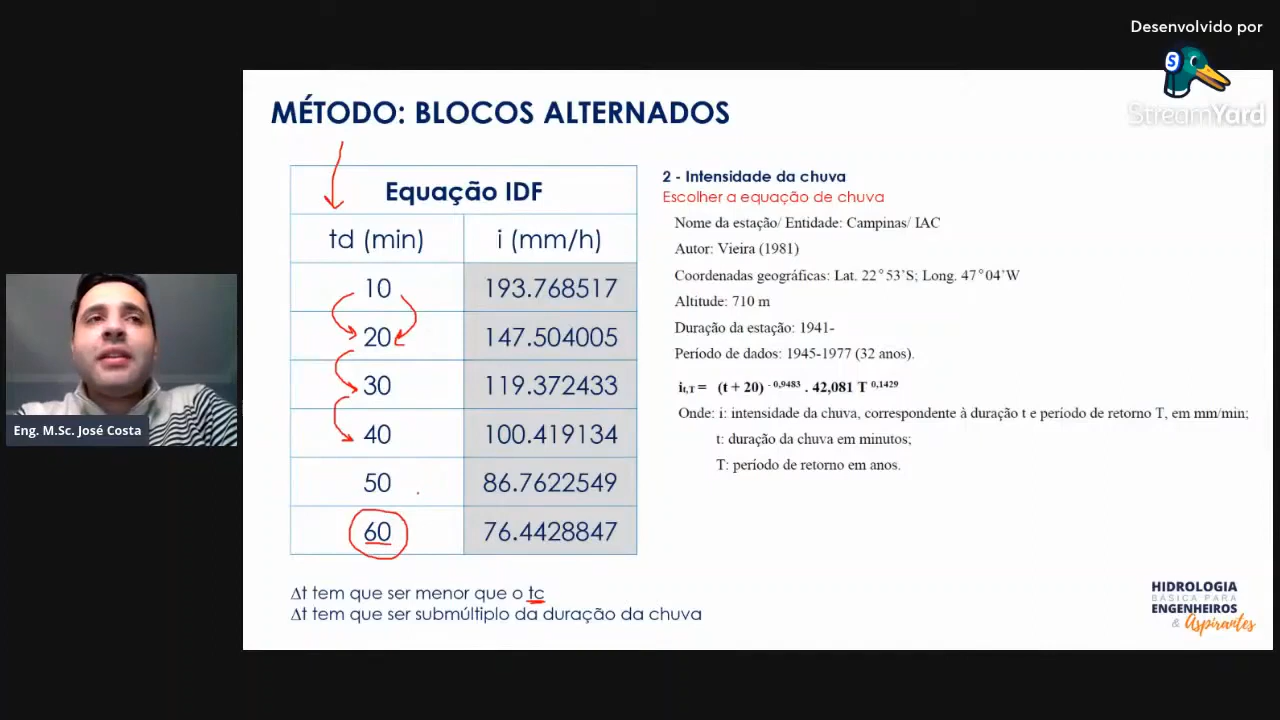 Desenvolvido por
StreamYard
MÉTODO: BLOCOS ALTERNADOS
Equação IDF
td (min) i (mm/h)
10 193.768517
20 147.504005
30 119.372433
40 100.419134
50 86.7622549
60 76.4428847
Δt tem que ser menor que o tc
Δt tem que ser submúltiplo da duração da chuva
2 - Intensidade da chuva
Escolher a equação de chuva
Nome da estação/ Entidade: Campinas/ IAC
Autor: Vieira (1981)
Coordenadas geográficas: Lat. 22°53'S; Long. 47°04'W
Altitude: 710 m
Duração da estação: 1941-
Período de dados: 1945-1977 (32 anos).
it,T = (t + 20) - 0,9483 . 42,081 T 0,1429
Onde: i: intensidade da chuva, correspondente à duração t e período de retorno T, em mm/min;
t: duração da chuva em minutos;
T: período de retorno em anos.
Eng. M.Sc. José Costa
HIDROLOGIA
BÁSICA PARA
ENGENHEIROS
& Aspirantes